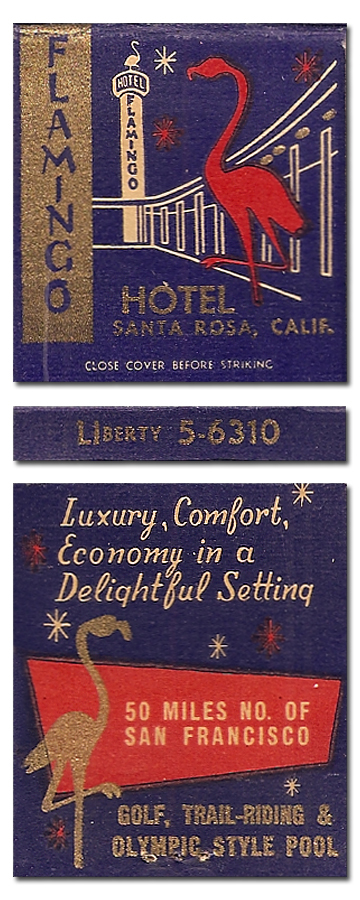 FLAMINGO
HOTEL
FLAMINGO
HOTEL
SANTA ROSA, CALIF.
CLOSE COVER BEFORE STRIKING
LIBERTY 5-6310
Luxury, Comfort,
Economy in a
Delightful Setting
50 MILES NO. OF
SAN FRANCISCO
GOLF, TRAIL-RIDING &
OLYMPIC STYLE POOL